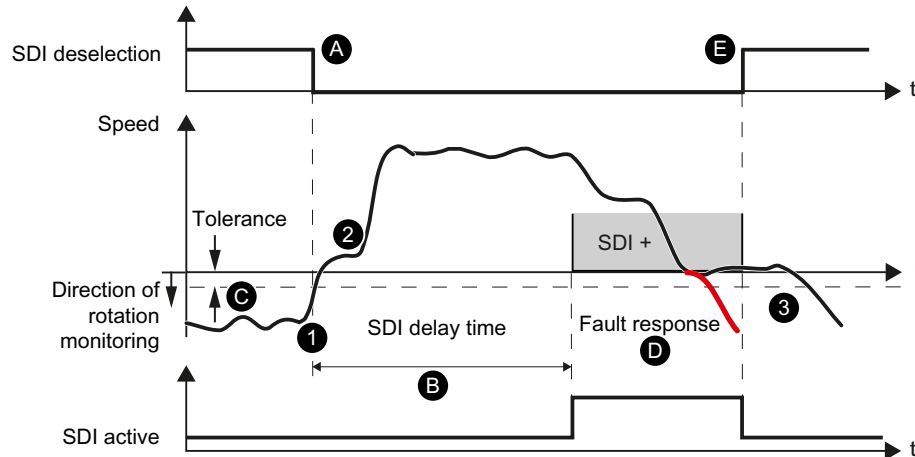 SDI deselection
A
E
t
Speed
Tolerance
2
SDI +
Direction of
rotation
monitoring
C
1
SDI delay time
Fault response
D
3
B
SDI active
t